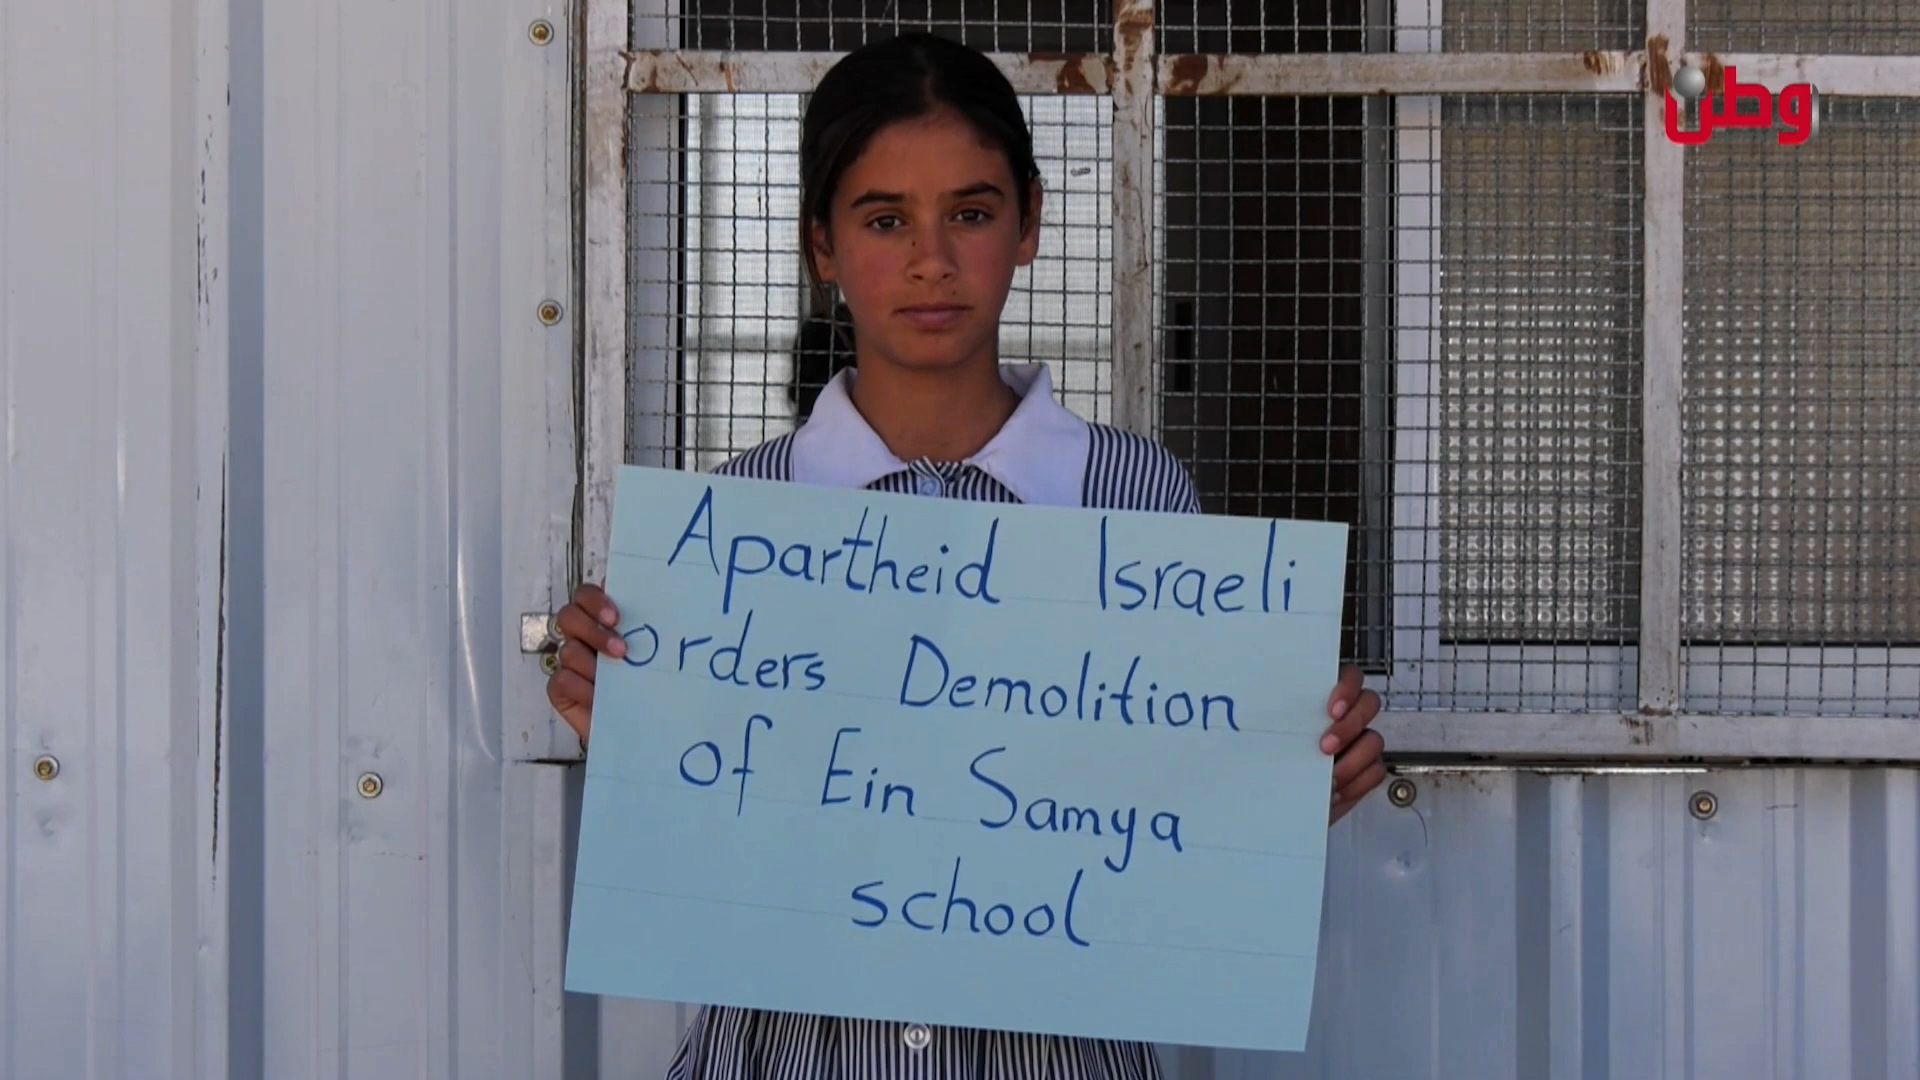 وطن
Apartheid Israeli
orders Demolition
of Ein Samya
school